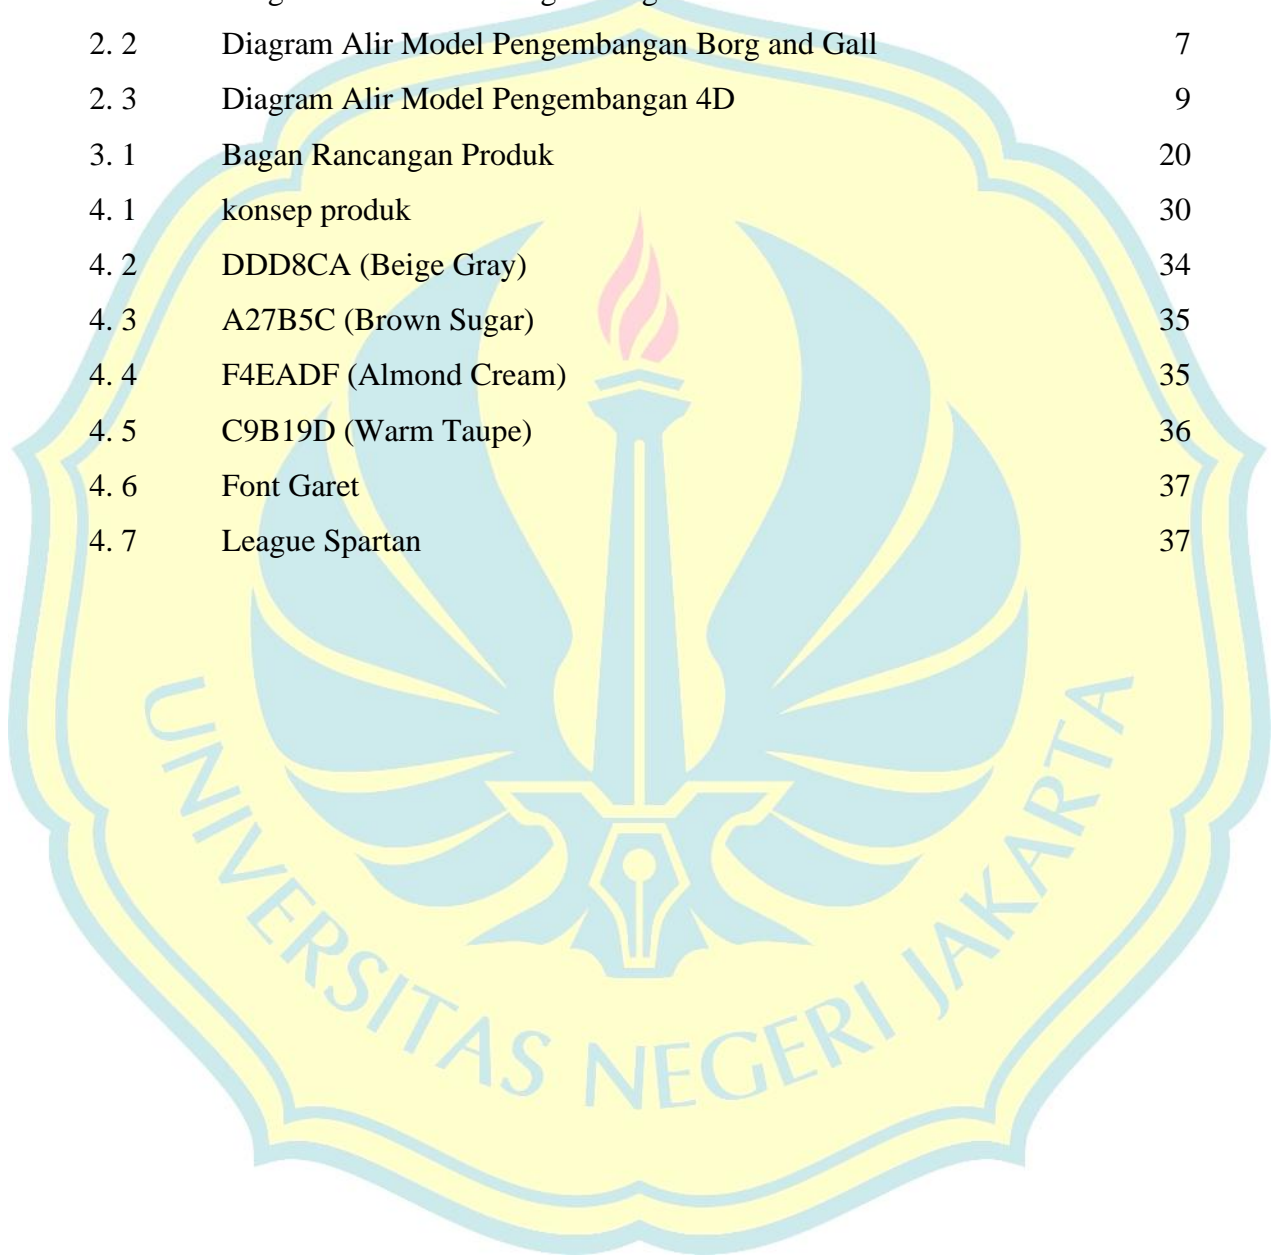 2. 2 Diagram Alir Model Pengembangan Borg and Gall 7
2. 3 Diagram Alir Model Pengembangan 4D 9
3. 1 Bagan Rancangan Produk 20
4. 1 konsep produk 30
4. 2 DDD8CA (Beige Gray) 34
4. 3 A27B5C (Brown Sugar) 35
4. 4 F4EADF (Almond Cream) 35
4. 5 C9B19D (Warm Taupe) 36
4. 6 Font Garet 37
4. 7 League Spartan 37
UNIVERSITAS NEGERI JAKARTA